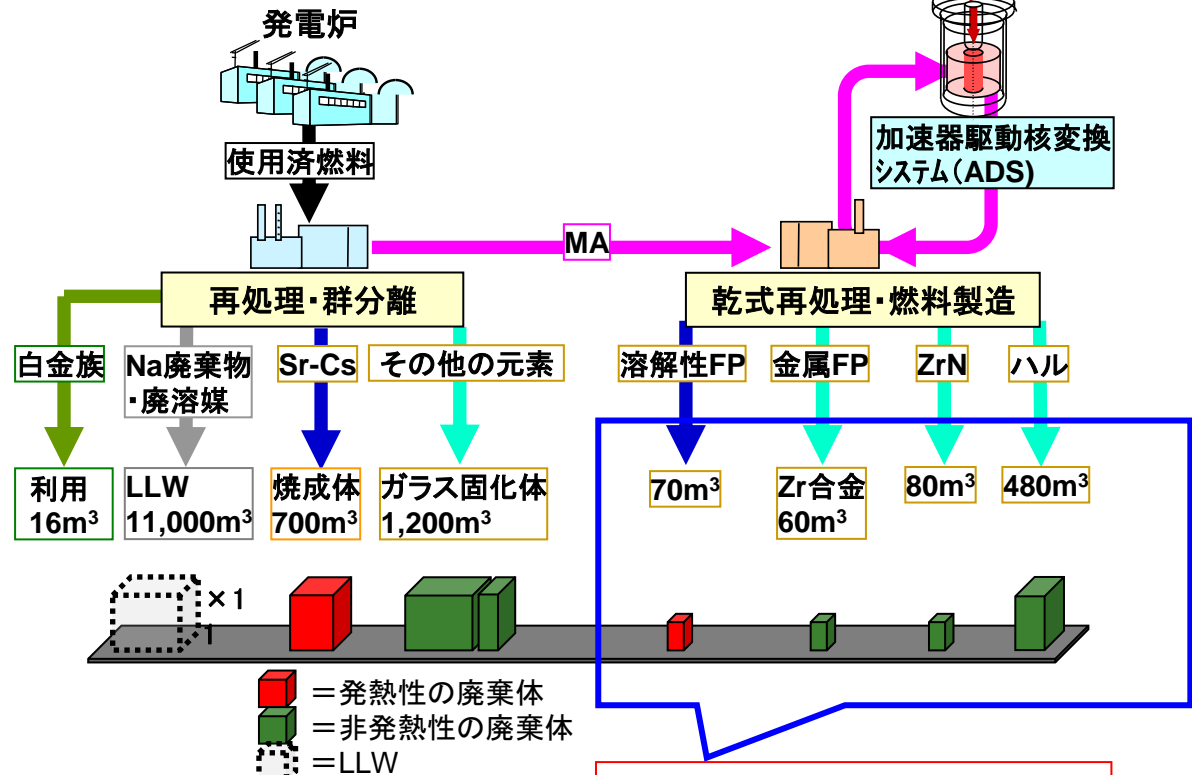 発電炉
使用済燃料
加速器駆動核変換
システム(ADS)
MA
再処理・群分離
乾式再処理・燃料製造
白金族
Na廃棄物
・廃溶媒
Sr-Cs
その他の元素
溶解性FP
金属FP
ZrN
ハル
利用
16m³
LLW
11,000m³
焼成体
700m³
ガラス固化体
1,200m³
70m³
Zr合金
60m³
80m³
480m³
×1
1
=発熱性の廃棄体
=非発熱性の廃棄体
=LLW